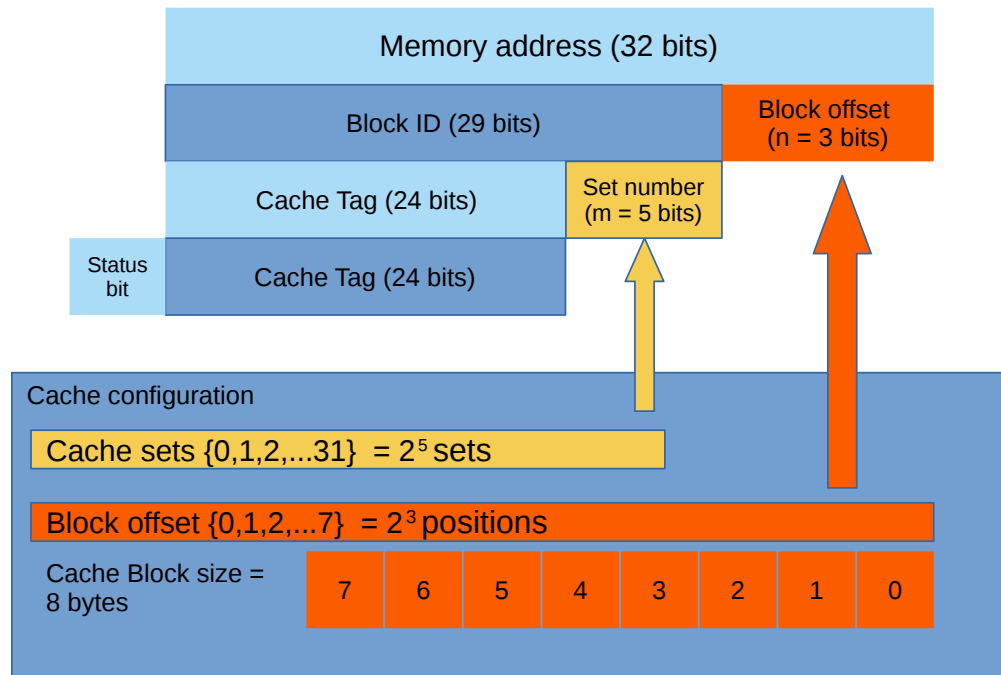 Memory address (32 bits)
Block ID (29 bits)
Block offset
(n = 3 bits)
Cache Tag (24 bits)
Set number
(m = 5 bits)
Status
bit
Cache Tag (24 bits)
Cache configuration
Cache sets {0,1,2,...31}  = 2⁵ sets
Block offset {0,1,2,...7}  = 2³ positions
Cache Block size =
8 bytes
7 6 5 4 3 2 1 0